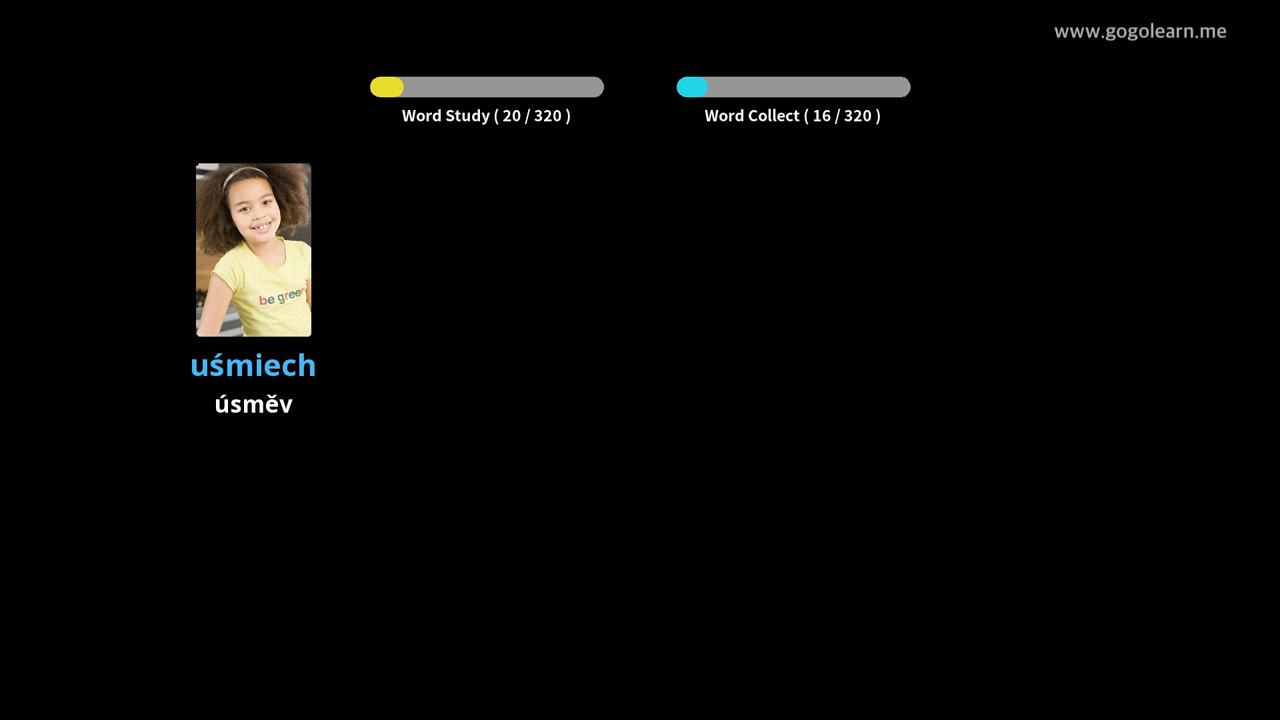 www.gogolearn.me
Word Study ( 20 / 320 )
Word Collect ( 16 / 320 )
be green
uśmiech
úsměv